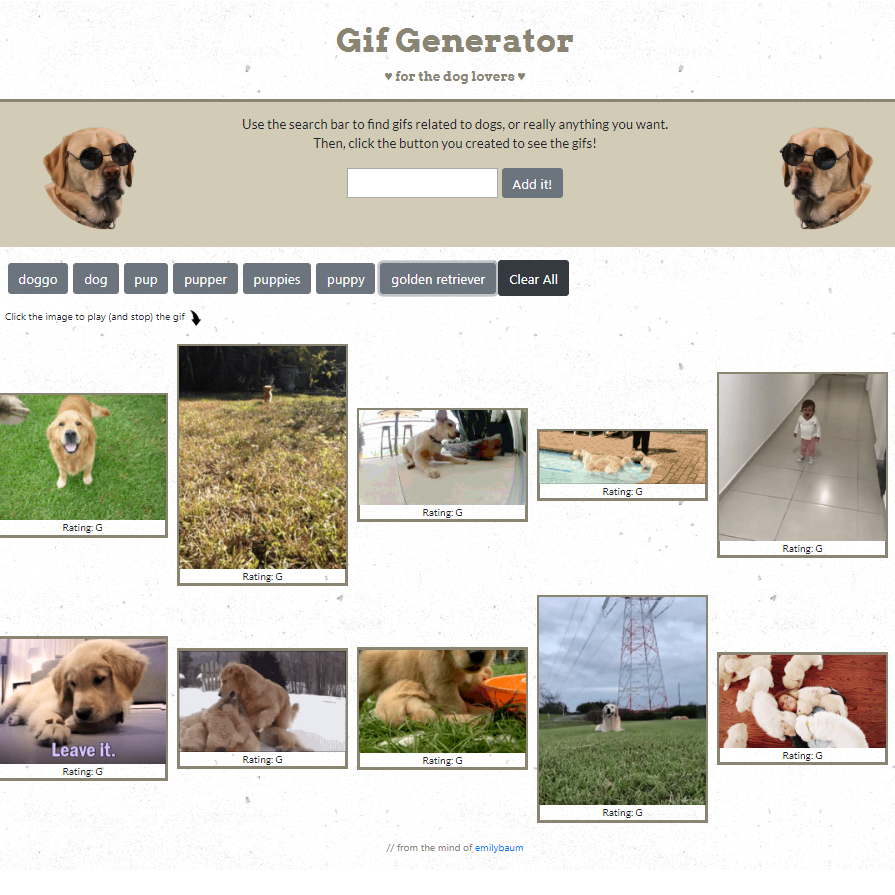 Gif Generator
♥ for the dog lovers ♥
Use the search bar to find gifs related to dogs, or really anything you want.
Then, click the button you created to see the gifs!
Add it!
doggo dog pup pupper puppies puppy golden retriever Clear All
Click the image to play (and stop) the gif
Rating: G
Rating: G
Rating: G
Rating: G
Rating: G
Leave it.
Rating: G
Rating: G
Rating: G
Rating: G
Rating: G
// from the mind of emilybaum